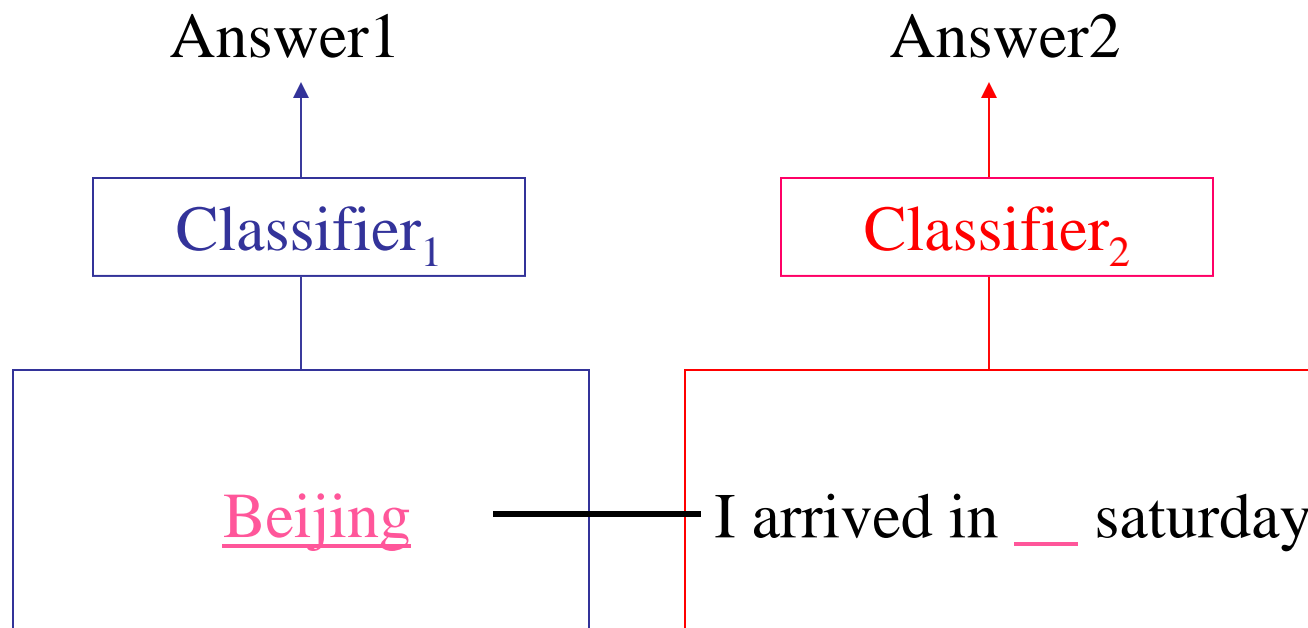 Answer1 Answer2
Classifier₁ Classifier₂
Beijing I arrived in __ saturday